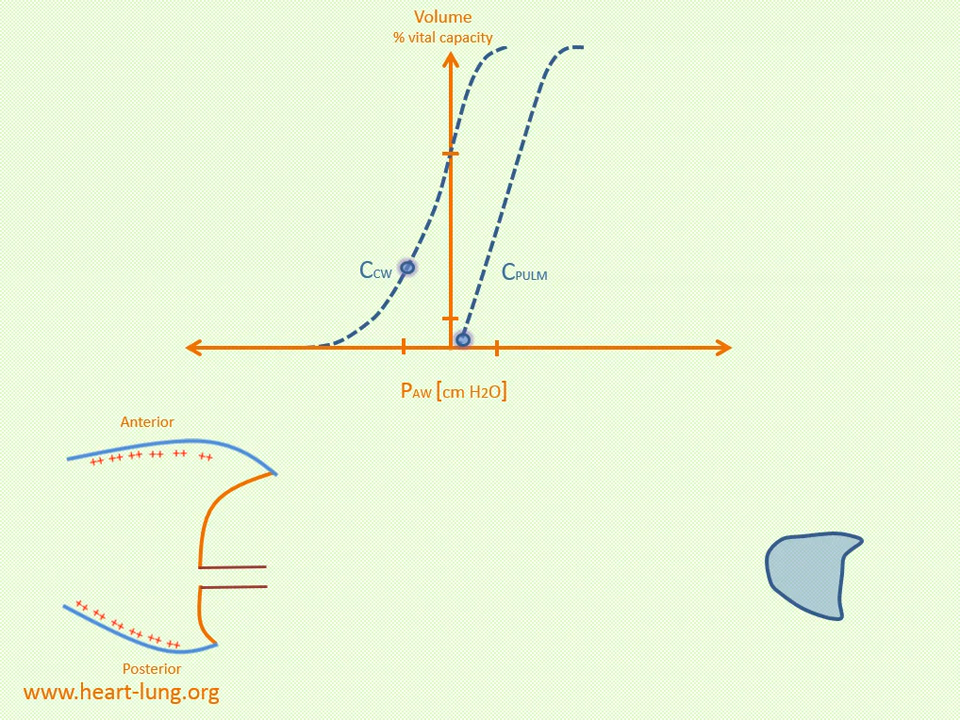 Volume
% vital capacity
CCW
CPULM
PAW [cm H2O]
Anterior
++ ++ ++ ++ ++ ++
++ ++ ++ ++ ++ ++
Posterior
www.heart-lung.org